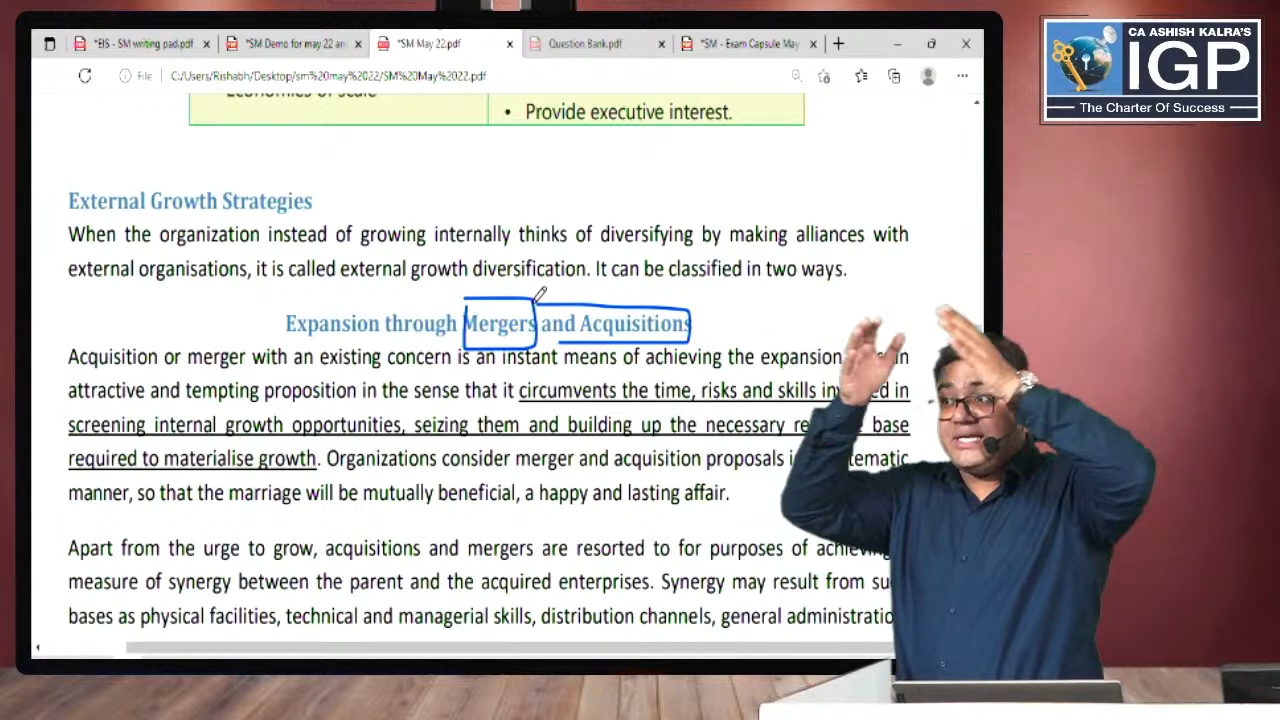 *EIS - SM writing pad.pdf
*SM Demo for may 22 an
*SM May 22.pdf
Question Bank.pdf
*SM - Exam Capsule May
File
C:/Users/Rishabh/Desktop/sm%20may%2022/SM%20May%2022.pdf
CA ASHISH KALRA'S
IGP
The Charter Of Success
Economies of scale
• Provide executive interest.
External Growth Strategies
When the organization instead of growing internally thinks of diversifying by making alliances with
external organisations, it is called external growth diversification. It can be classified in two ways.
Expansion through Mergers and Acquisitions
Acquisition or merger with an existing concern is an instant means of achieving the expansion
attractive and tempting proposition in the sense that it circumvents the time, risks and skills in
screening internal growth opportunities, seizing them and building up the necessary base
required to materialise growth. Organizations consider merger and acquisition proposals
manner, so that the marriage will be mutually beneficial, a happy and lasting affair.
Apart from the urge to grow, acquisitions and mergers are resorted to for purposes of
measure of synergy between the parent and the acquired enterprises. Synergy may result from
bases as physical facilities, technical and managerial skills, distribution channels, general administration